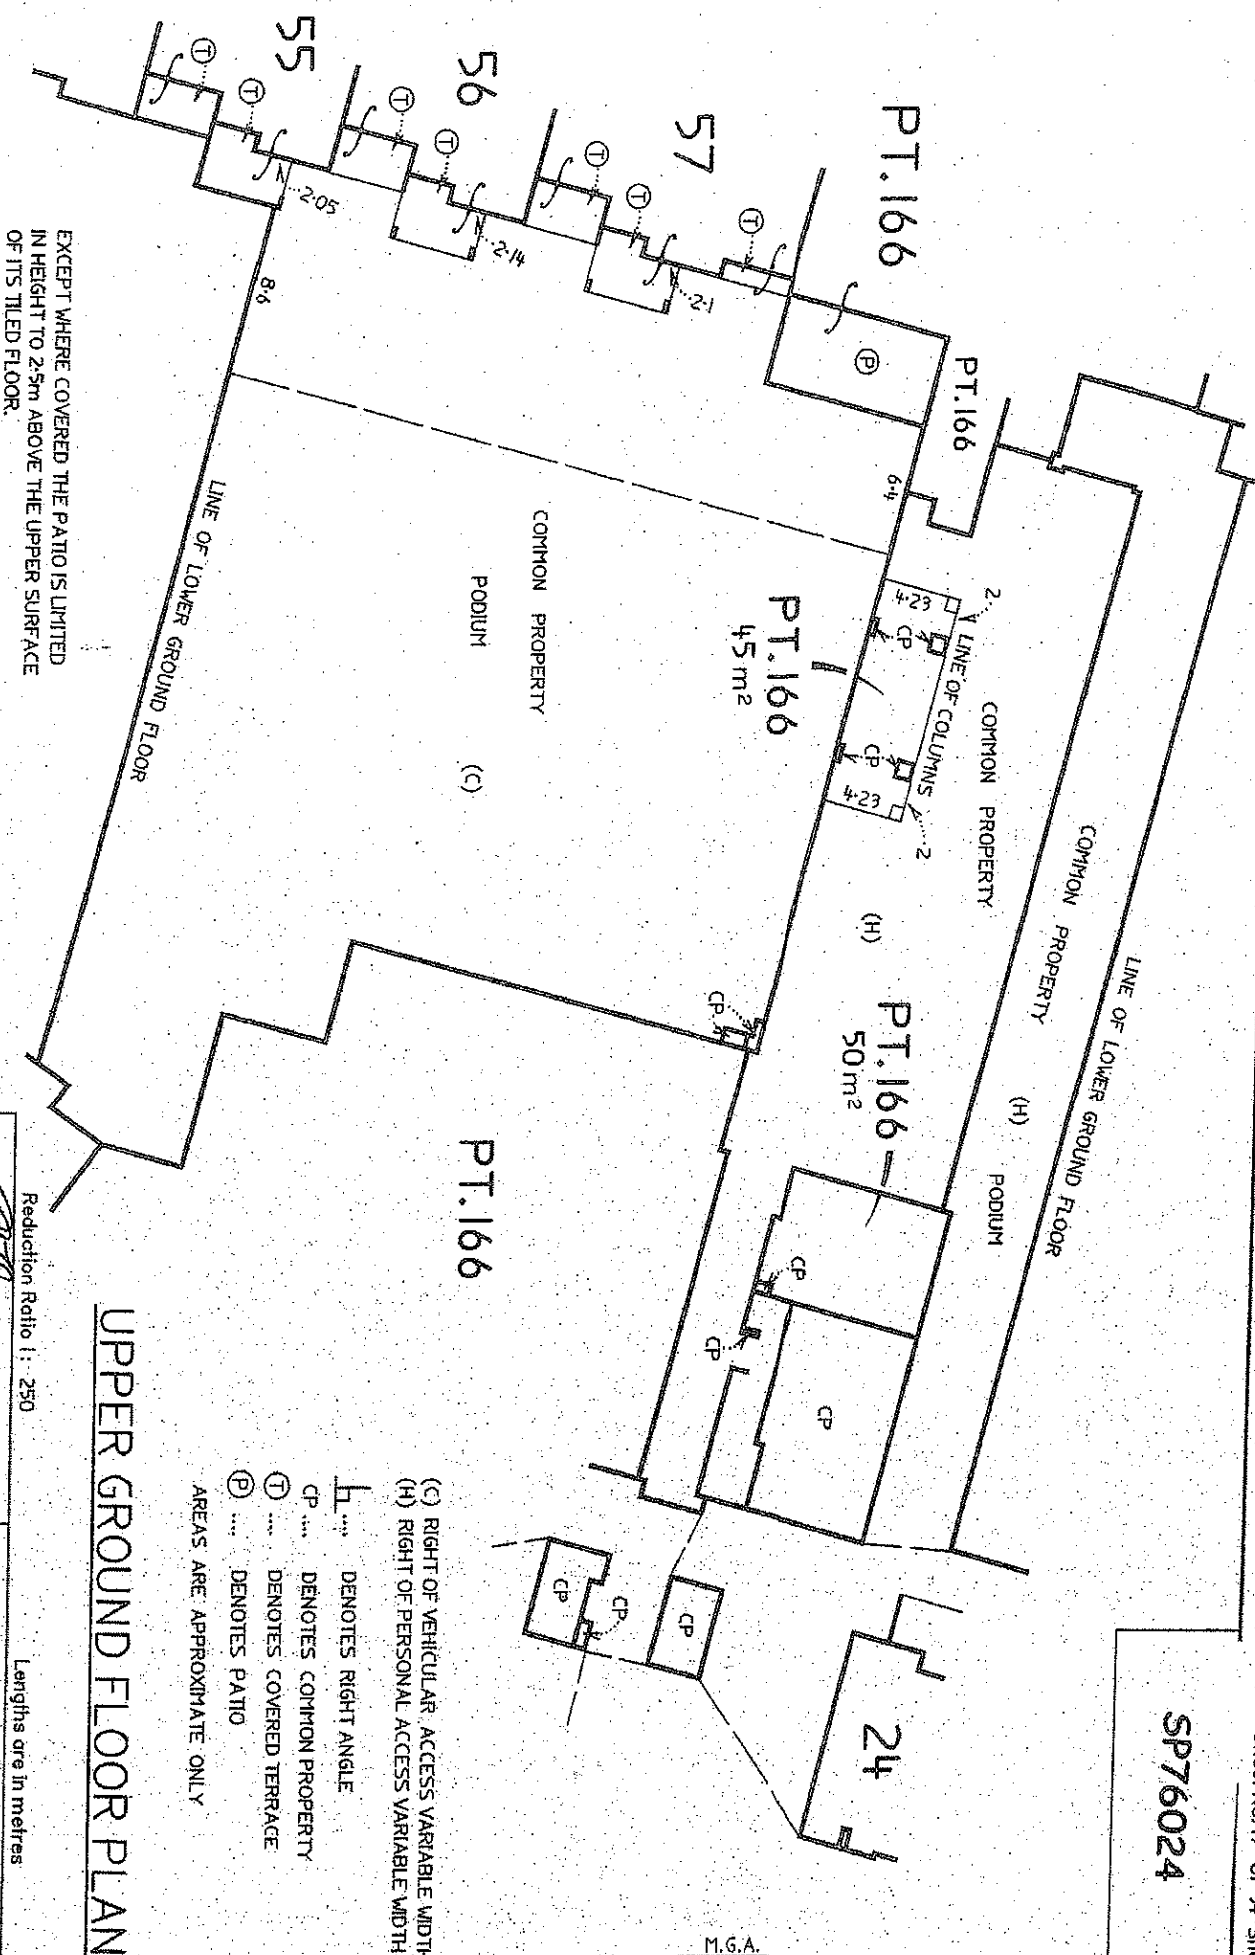 SP76024
55
56
57
PT.166
PT.166
T
T
T
T
T
T
T
P
2·05
2·14
2·1
8·6
6·4
EXCEPT WHERE COVERED THE PATIO IS LIMITED
IN HEIGHT TO 2·5m ABOVE THE UPPER SURFACE
OF ITS TILED FLOOR.
LINE OF LOWER GROUND FLOOR
COMMON PROPERTY
PODIUM
(C)
PT.166
45 m²
4·23
CP
2
LINE OF COLUMNS
CP
4·23
2
COMMON PROPERTY
(H)
COMMON PROPERTY
(H)
PODIUM
LINE OF LOWER GROUND FLOOR
PT.166
50 m²
CP
CP
CP
CP
PT.166
CP
CP
CP
24
(C) RIGHT OF VEHICULAR ACCESS VARIABLE WIDTH
(H) RIGHT OF PERSONAL ACCESS VARIABLE WIDTH
.... DENOTES RIGHT ANGLE
CP .... DENOTES COMMON PROPERTY
T .... DENOTES COVERED TERRACE
P .... DENOTES PATIO
AREAS ARE APPROXIMATE ONLY
UPPER GROUND FLOOR PLAN
Reduction Ratio 1: 250
Lengths are in metres
M.G.A.